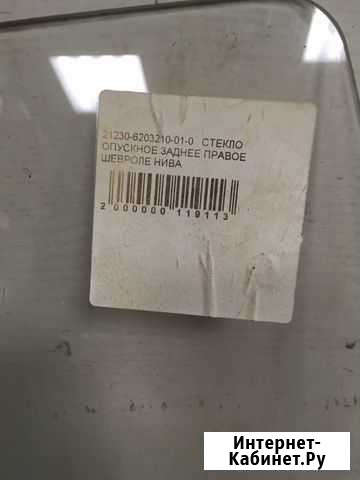 21230-6203210-01-0 СТЕКЛО
ОПУСКНОЕ ЗАДНЕЕ ПРАВОЕ
ШЕВРОЛЕ НИВА
2 000000 119113
Интернет-
Кабинет.Ру